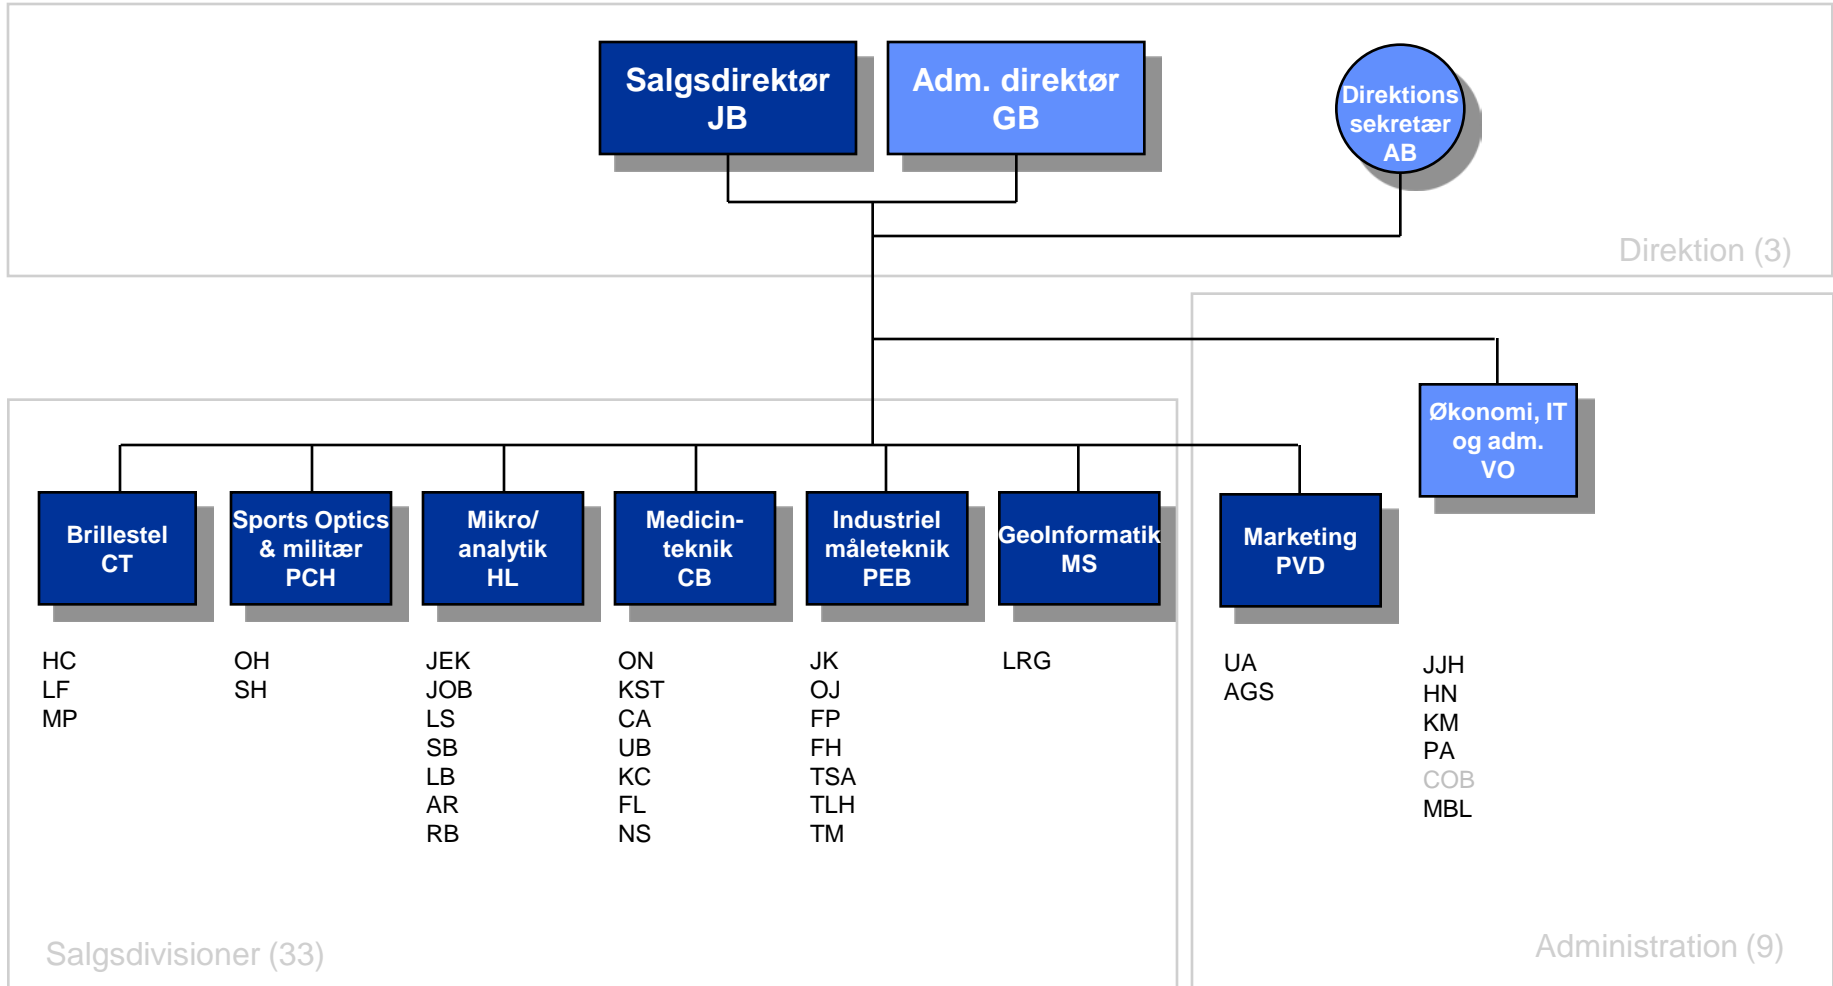 Salgsdirektør
JB
Adm. direktør
GB
Direktions
sekretær
AB
Direktion (3)
Økonomi, IT
og adm.
VO
Brillestel
CT
Sports Optics
& militær
PCH
Mikro/
analytik
HL
Medicin-
teknik
CB
Industriel
måleteknik
PEB
GeoInformatik
MS
Marketing
PVD
HC
LF
MP
OH
SH
JEK
JOB
LS
SB
LB
AR
RB
ON
KST
CA
UB
KC
FL
NS
JK
OJ
FP
FH
TSA
TLH
TM
LRG
UA
AGS
JJH
HN
KM
PA
COB
MBL
Salgsdivisioner (33)
Administration (9)